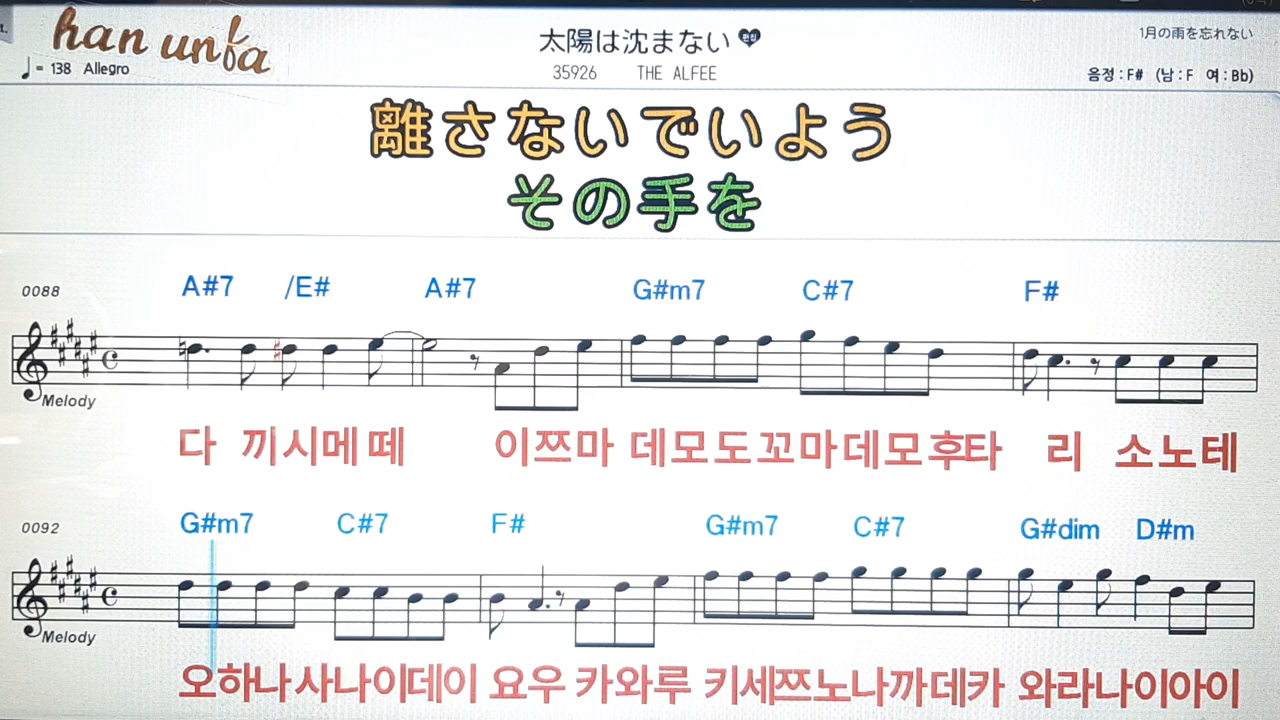 han unfa
太陽は沈まない 편집
1月の雨を忘れない
♩= 138 Allegro
35926 THE ALFEE
음정 : F# (남 : F 여 : Bb)
離さないでいよう
その手を
0088
A#7 /E# A#7 G#m7 C#7 F#
Melody
다 끼시메떼 이쯔마 데모도꼬마데모후타 리 소노테
0092
G#m7 C#7 F# G#m7 C#7 G#dim D#m
Melody
오하나사나이데이 요우 카와루 키세쯔노나까데카 와라나이아이